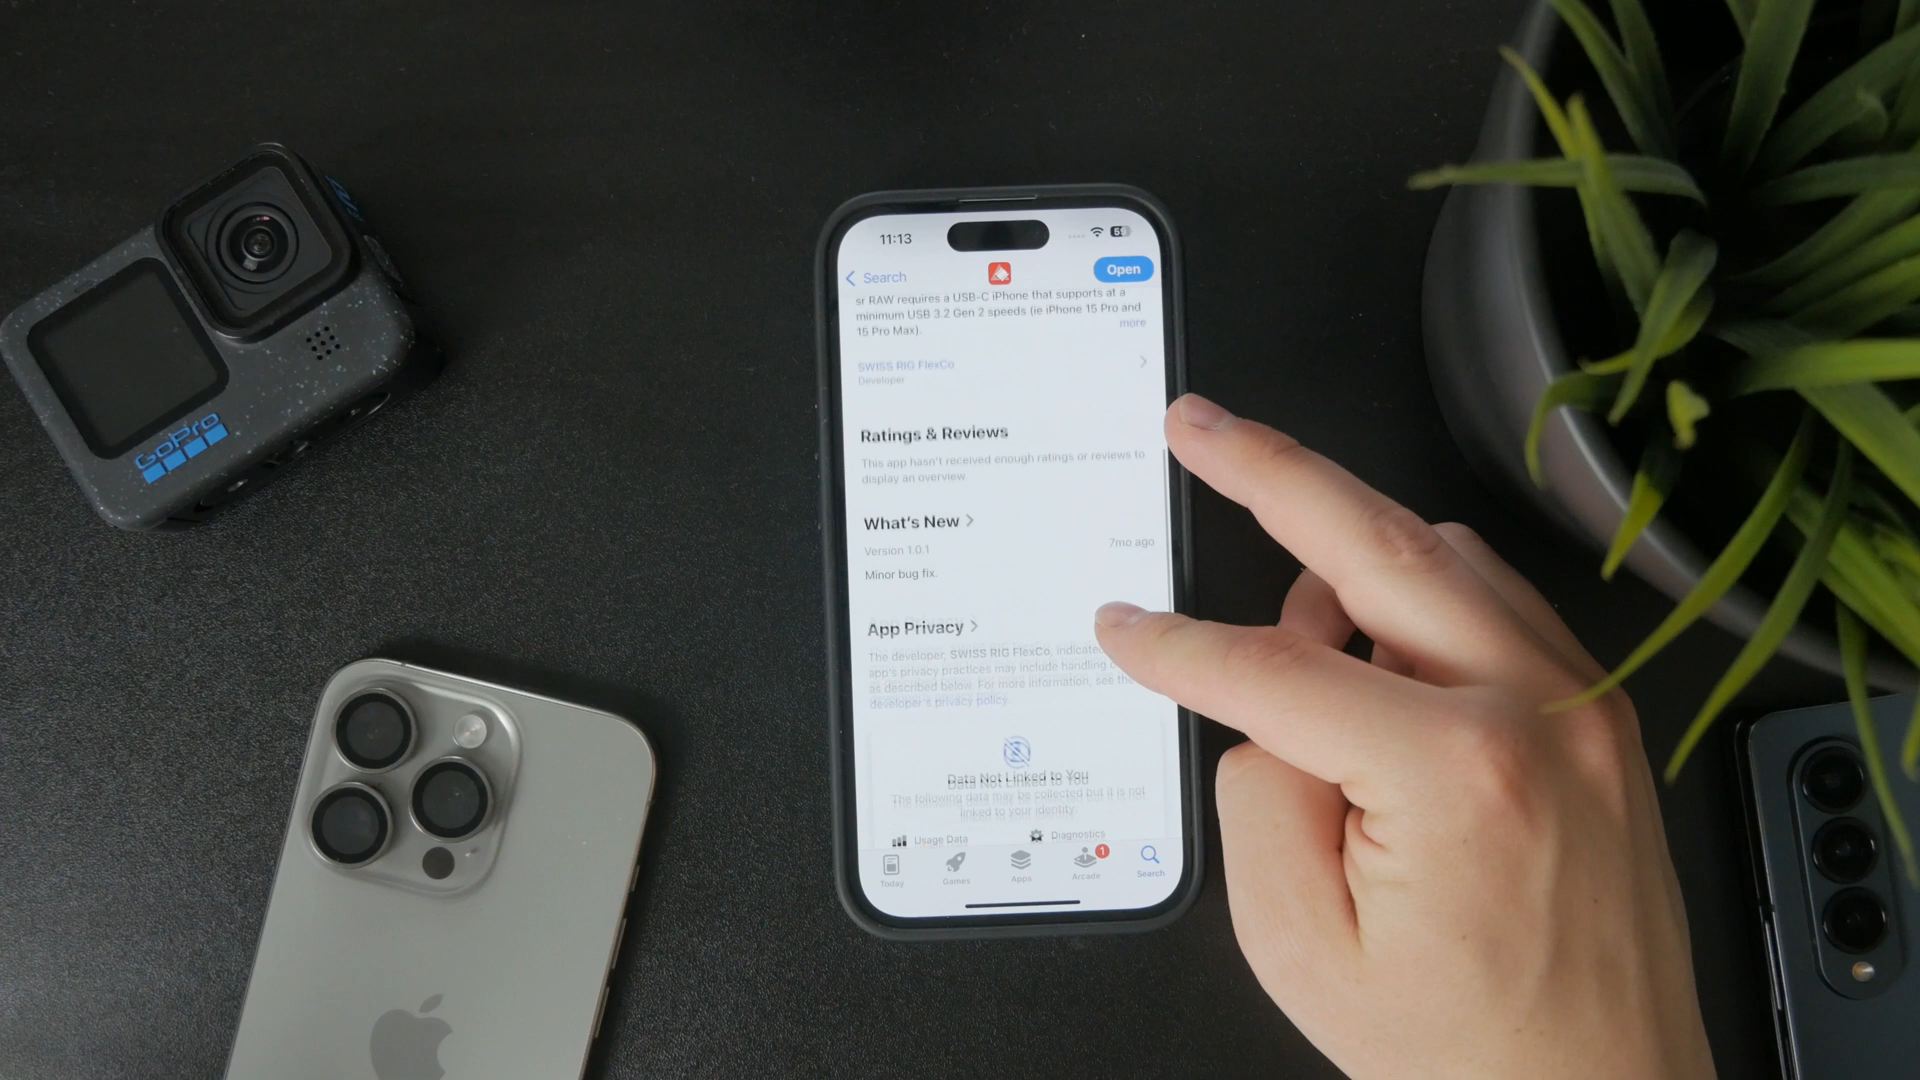 11:13
59
Search
Open
sr RAW requires a USB-C iPhone that supports at a
minimum USB 3.2 Gen 2 speeds (ie iPhone 15 Pro and
15 Pro Max).
more
SWISS RIG FlexCo
Developer
Ratings & Reviews
This app hasn't received enough ratings or reviews to
display an overview
What's New
Version 1.0.1
7mo ago
Minor bug fix.
App Privacy
The developer, SWISS RIG FlexCo, indicated
app's privacy practices may include handling
as described below. For more information, see the
developer's privacy policy.
Data Not Linked to You
The following data may be collected but it is not
linked to your identity:
Usage Data
Diagnostics
Today
Games
Apps
Arcade
1
Search
GoPro